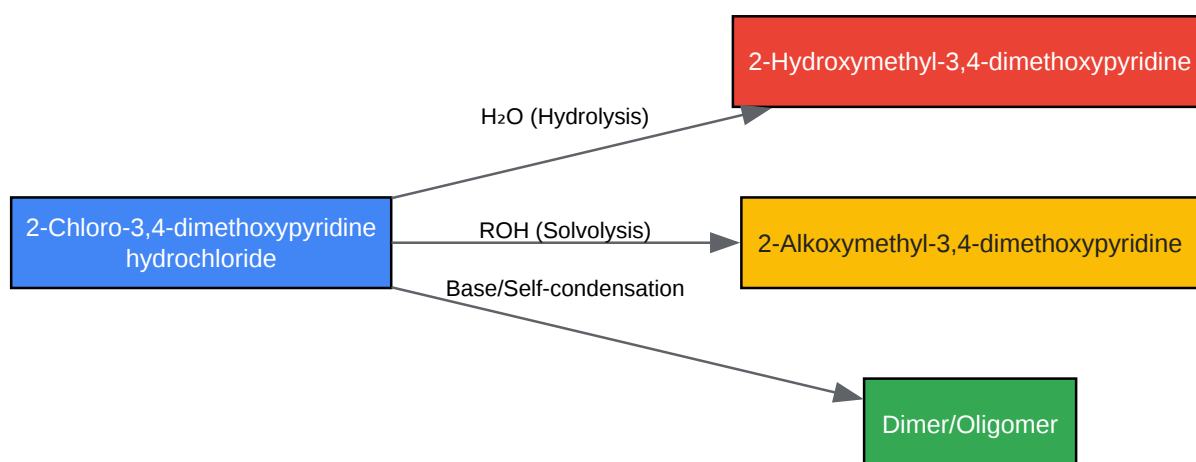 2-Hydroxymethyl-3,4-dimethoxypyridine
H₂O (Hydrolysis)
2-Chloro-3,4-dimethoxypyridine
hydrochloride
ROH (Solvolysis)
2-Alkoxymethyl-3,4-dimethoxypyridine
Base/Self-condensation
Dimer/Oligomer